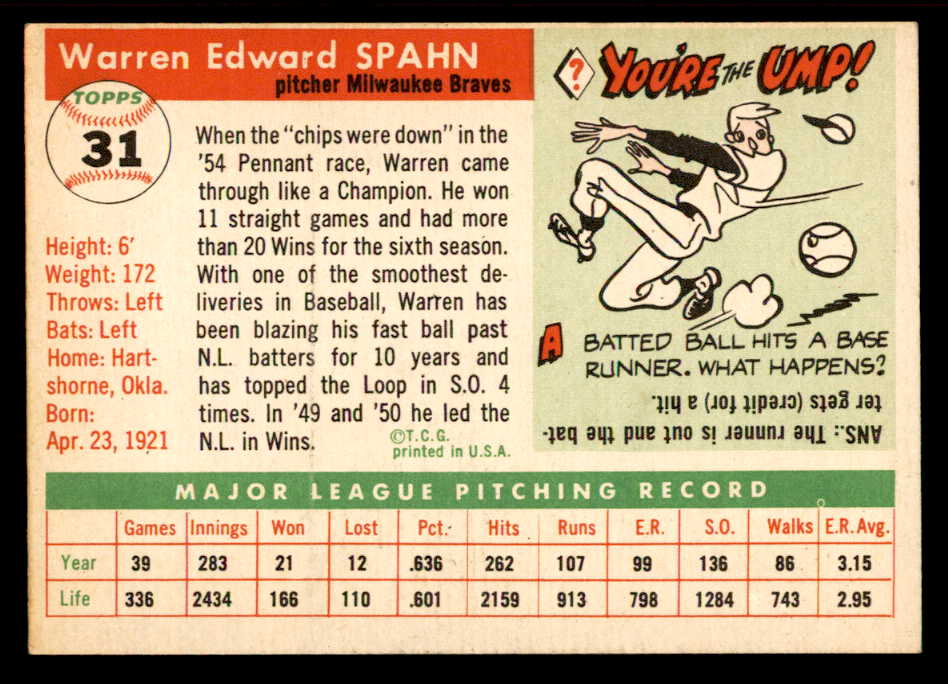 Warren Edward SPAHN
pitcher Milwaukee Braves
TOPPS
31
Height: 6'
Weight: 172
Throws: Left
Bats: Left
Home: Hart-
shorne, Okla.
Born:
Apr. 23, 1921
When the "chips were down" in the
'54 Pennant race, Warren came
through like a Champion. He won
11 straight games and had more
than 20 Wins for the sixth season.
With one of the smoothest de-
liveries in Baseball, Warren has
been blazing his fast ball past
N.L. batters for 10 years and
has topped the Loop in S.O. 4
times. In '49 and '50 he led the
N.L. in Wins.
©T.C.G.
printed in U.S.A.
? YOU'RE THE UMP!
A BATTED BALL HITS A BASE
RUNNER. WHAT HAPPENS?
ANS.: The runner is out and the bat-
ter gets (credit for) a hit.
MAJOR LEAGUE PITCHING RECORD
Games Innings Won Lost Pct. Hits Runs E.R. S.O. Walks E.R.Avg.
Year 39 283 21 12 .636 262 107 99 136 86 3.15
Life 336 2434 166 110 .601 2159 913 798 1284 743 2.95